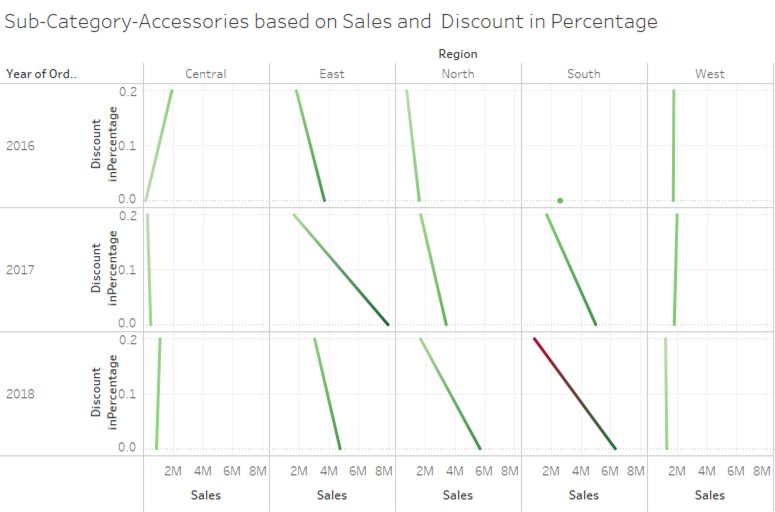 Sub-Category-Accessories based on Sales and  Discount in Percentage
Region
Year of Ord.. Central East North South West
2016 Discount inPercentage 0.2 0.1 0.0
2017 Discount inPercentage 0.2 0.1 0.0
2018 Discount inPercentage 0.2 0.1 0.0
2M 4M 6M 8M 2M 4M 6M 8M 2M 4M 6M 8M 2M 4M 6M 8M 2M 4M 6M 8M
Sales Sales Sales Sales Sales